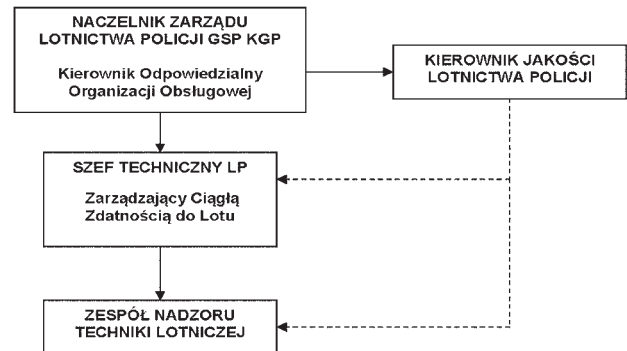 NACZELNIK ZARZĄDU
LOTNICTWA POLICJI GSP KGP
Kierownik Odpowiedzialny
Organizacji Obsługowej
KIEROWNIK JAKOŚCI
LOTNICTWA POLICJI
SZEF TECHNICZNY LP
Zarządzający Ciągłą
Zdatnością do Lotu
ZESPÓŁ NADZORU
TECHNIKI LOTNICZEJ